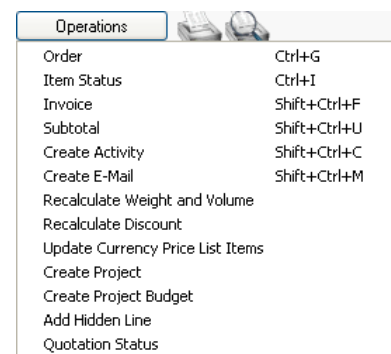 Operations
Order Ctrl+G
Item Status Ctrl+I
Invoice Shift+Ctrl+F
Subtotal Shift+Ctrl+U
Create Activity Shift+Ctrl+C
Create E-Mail Shift+Ctrl+M
Recalculate Weight and Volume
Recalculate Discount
Update Currency Price List Items
Create Project
Create Project Budget
Add Hidden Line
Quotation Status